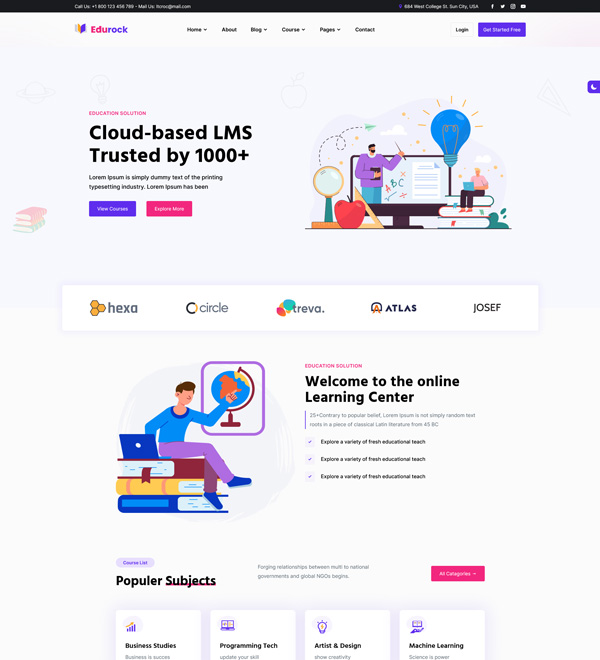 Call Us: +1 800 123 456 789 - Mail Us: Itcroc@mail.com
684 West College St. Sun City, USA
Edurock
Home About Blog Course Pages Contact
Login Get Started Free
EDUCATION SOLUTION
Cloud-based LMS
Trusted by 1000+
Lorem Ipsum is simply dummy text of the printing
typesetting industry. Lorem Ipsum has been
View Courses Explore More
A B C
hexa circle treva. ATLAS JOSEF
EDUCATION SOLUTION
Welcome to the online
Learning Center
25+Contrary to popular belief, Lorem Ipsum is not simply random text
roots in a piece of classical Latin literature from 45 BC
Explore a variety of fresh educational teach
Explore a variety of fresh educational teach
Explore a variety of fresh educational teach
Course List
Populer Subjects
Forging relationships between multi to national
governments and global NGOs begins.
All Catagories →
Business Studies
Business is succes
Programming Tech
update your skill
Artist & Design
show creativity
Machine Learning
Science is power